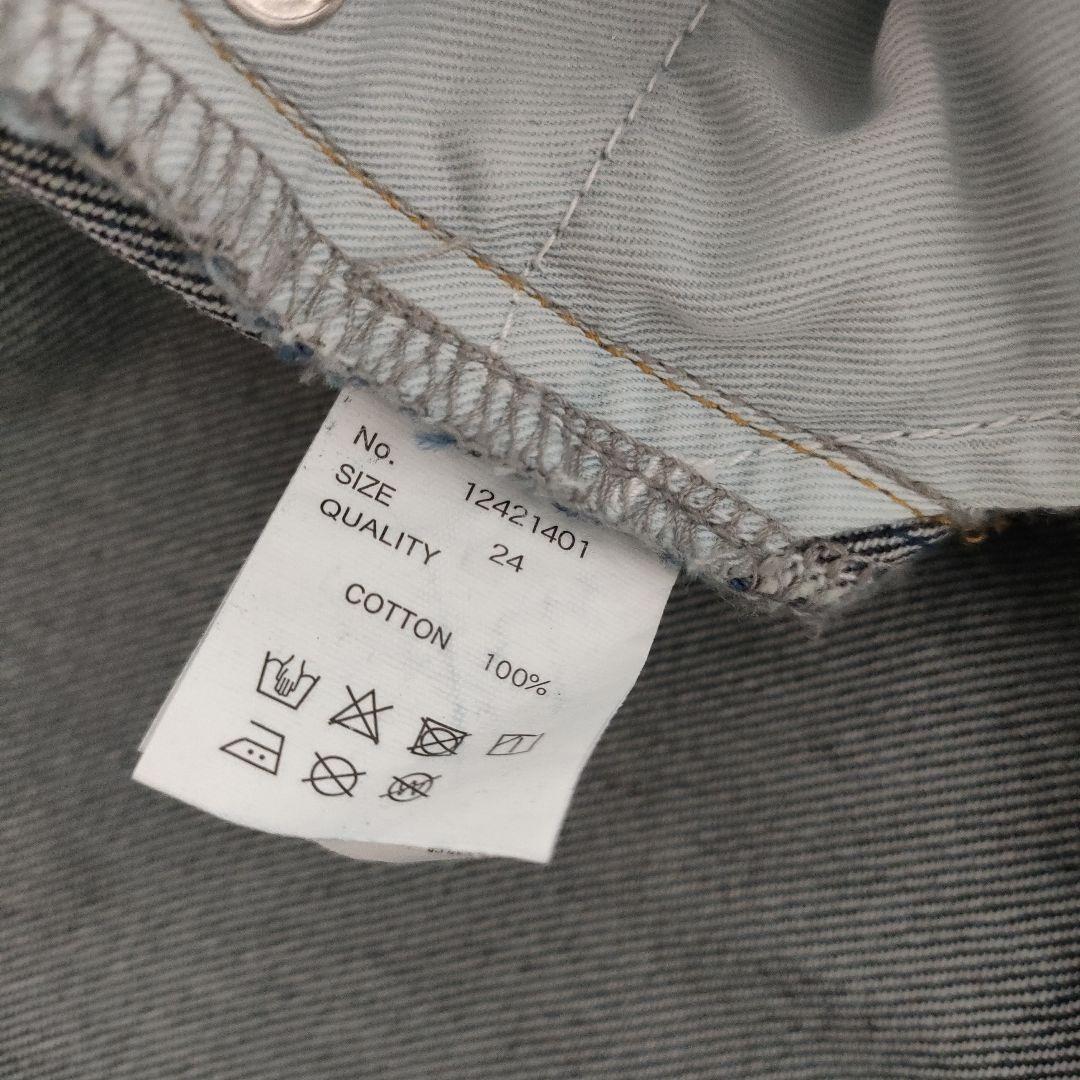 No. 12421401
SIZE 24
QUALITY
COTTON 100%